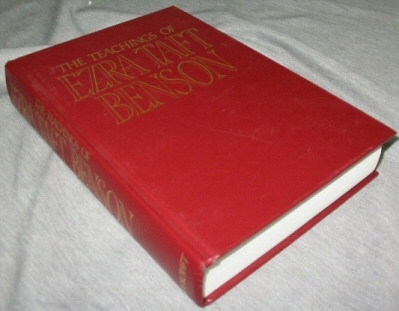 THE TEACHINGS OF
EZRA TAFT
BENSON
THE TEACHINGS OF
EZRA TAFT BENSON